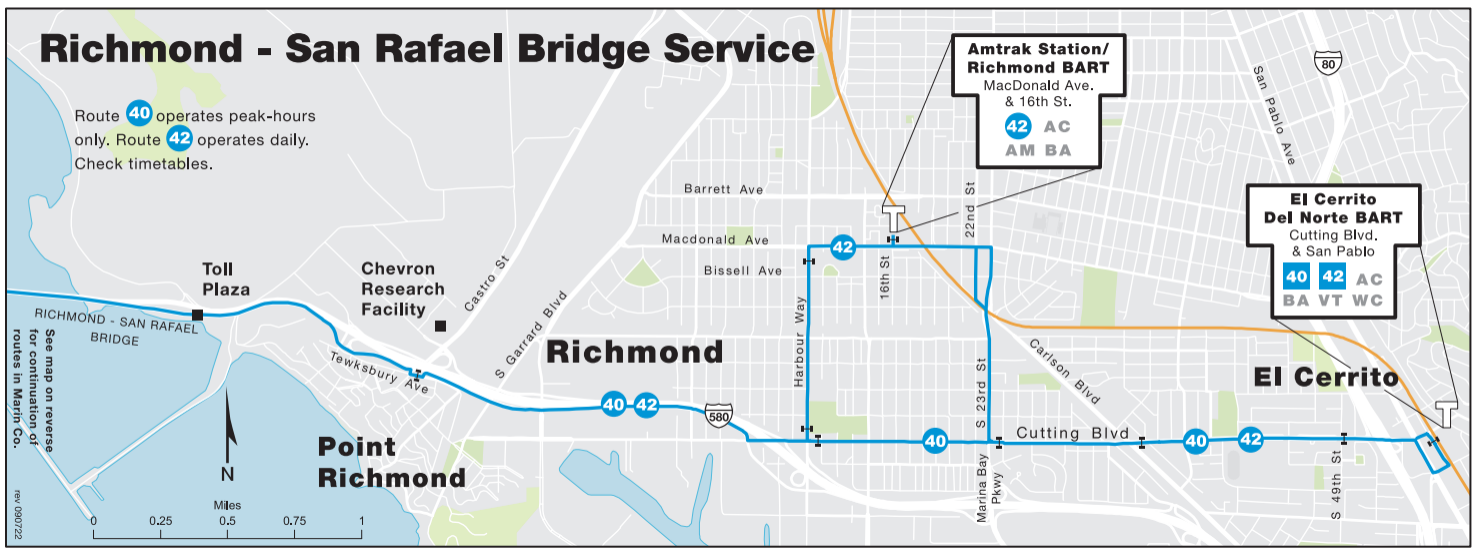 Richmond - San Rafael Bridge Service
Route 40 operates peak-hours
only. Route 42 operates daily.
Check timetables.
Amtrak Station/
Richmond BART
MacDonald Ave.
& 16th St.
42 AC
AM BA
80
San Pablo Ave
El Cerrito
Del Norte BART
Cutting Blvd.
& San Pablo
40 42 AC
BA VT WC
T
T
Barrett Ave
22nd St
Macdonald Ave
42
Bissell Ave
16th St
Toll
Plaza
Chevron
Research
Facility
Castro St
S Garrard Blvd
Harbour Way
RICHMOND - SAN RAFAEL
BRIDGE
See map on reverse
for continuation of
routes in Marin Co.
Tewksbury Ave
Richmond
S 23rd St
Carlson Blvd
El Cerrito
40 42
580
40
Cutting Blvd
40 42
Point
Richmond
Marina Bay
Pkwy
S 49th St
N
Miles
0 0.25 0.5 0.75 1
rev 090722